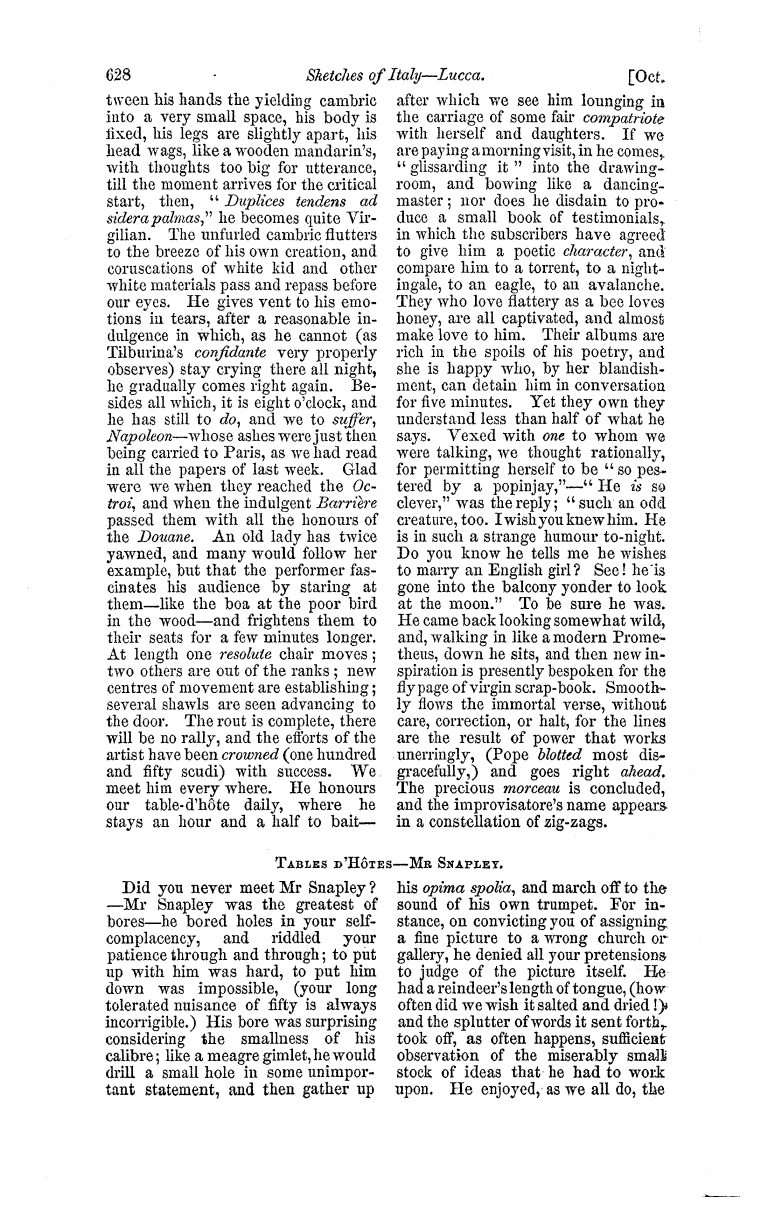 628 Sketches of Italy—Lucca. [Oct.
tween his hands the yielding cambric
into a very small space, his body is
fixed, his legs are slightly apart, his
head wags, like a wooden mandarin's,
with thoughts too big for utterance,
till the moment arrives for the critical
start, then, "Duplices tendens ad
sidera palmas," he becomes quite Vir-
gilian. The unfurled cambric flutters
to the breeze of his own creation, and
coruscations of white kid and other
white materials pass and repass before
our eyes. He gives vent to his emo-
tions in tears, after a reasonable in-
dulgence in which, as he cannot (as
Tilburina's confidante very properly
observes) stay crying there all night,
he gradually comes right again. Be-
sides all which, it is eight o'clock, and
he has still to do, and we to suffer,
Napoleon—whose ashes were just then
being carried to Paris, as we had read
in all the papers of last week. Glad
were we when they reached the Oc-
troi, and when the indulgent Barrière
passed them with all the honours of
the Douane. An old lady has twice
yawned, and many would follow her
example, but that the performer fas-
cinates his audience by staring at
them—like the boa at the poor bird
in the wood—and frightens them to
their seats for a few minutes longer.
At length one resolute chair moves;
two others are out of the ranks; new
centres of movement are establishing;
several shawls are seen advancing to
the door. The rout is complete, there
will be no rally, and the efforts of the
artist have been crowned (one hundred
and fifty scudi) with success. We
meet him every where. He honours
our table-d'hôte daily, where he
stays an hour and a half to bait—
after which we see him lounging in
the carriage of some fair compatriote
with herself and daughters. If we
are paying a morning visit, in he comes,
"glissarding it" into the drawing-
room, and bowing like a dancing-
master; nor does he disdain to pro-
duce a small book of testimonials,
in which the subscribers have agreed
to give him a poetic character, and
compare him to a torrent, to a night-
ingale, to an eagle, to an avalanche.
They who love flattery as a bee loves
honey, are all captivated, and almost
make love to him. Their albums are
rich in the spoils of his poetry, and
she is happy who, by her blandish-
ment, can detain him in conversation
for five minutes. Yet they own they
understand less than half of what he
says. Vexed with one to whom we
were talking, we thought rationally,
for permitting herself to be "so pes-
tered by a popinjay,"—"He is so
clever," was the reply; "such an odd
creature, too. I wish you knew him. He
is in such a strange humour to-night.
Do you know he tells me he wishes
to marry an English girl? See! he is
gone into the balcony yonder to look
at the moon." To be sure he was.
He came back looking somewhat wild,
and, walking in like a modern Prome-
theus, down he sits, and then new in-
spiration is presently bespoken for the
fly page of virgin scrap-book. Smooth-
ly flows the immortal verse, without
care, correction, or halt, for the lines
are the result of power that works
unerringly, (Pope blotted most dis-
gracefully,) and goes right ahead.
The precious morceau is concluded,
and the improvisatore's name appears
in a constellation of zig-zags.
TABLES D'HÔTES—MR SNAPLEY.
Did you never meet Mr Snapley?
—Mr Snapley was the greatest of
bores—he bored holes in your self-
complacency, and riddled your
patience through and through; to put
up with him was hard, to put him
down was impossible, (your long
tolerated nuisance of fifty is always
incorrigible.) His bore was surprising
considering the smallness of his
calibre; like a meagre gimlet, he would
drill a small hole in some unimpor-
tant statement, and then gather up
his opima spolia, and march off to the
sound of his own trumpet. For in-
stance, on convicting you of assigning
a fine picture to a wrong church or
gallery, he denied all your pretensions
to judge of the picture itself. He
had a reindeer's length of tongue, (how
often did we wish it salted and dried!)
and the splutter of words it sent forth,
took off, as often happens, sufficient
observation of the miserably small
stock of ideas that he had to work
upon. He enjoyed, as we all do, the